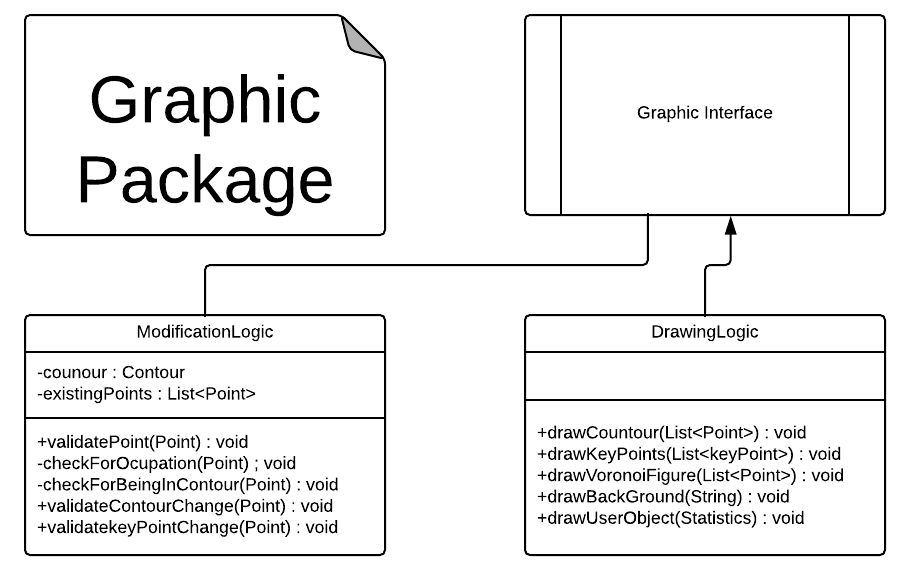 Graphic
Package
Graphic Interface
ModificationLogic
-counour : Contour
-existingPoints : List<Point>
+validatePoint(Point) : void
-checkForOcupation(Point) ; void
-checkForBeingInContour(Point) : void
+validateContourChange(Point) : void
+validatekeyPointChange(Point) : void
DrawingLogic
+drawCountour(List<Point>) : void
+drawKeyPoints(List<keyPoint>) : void
+drawVoronoiFigure(List<Point>) : void
+drawBackGround(String) : void
+drawUserObject(Statistics) : void